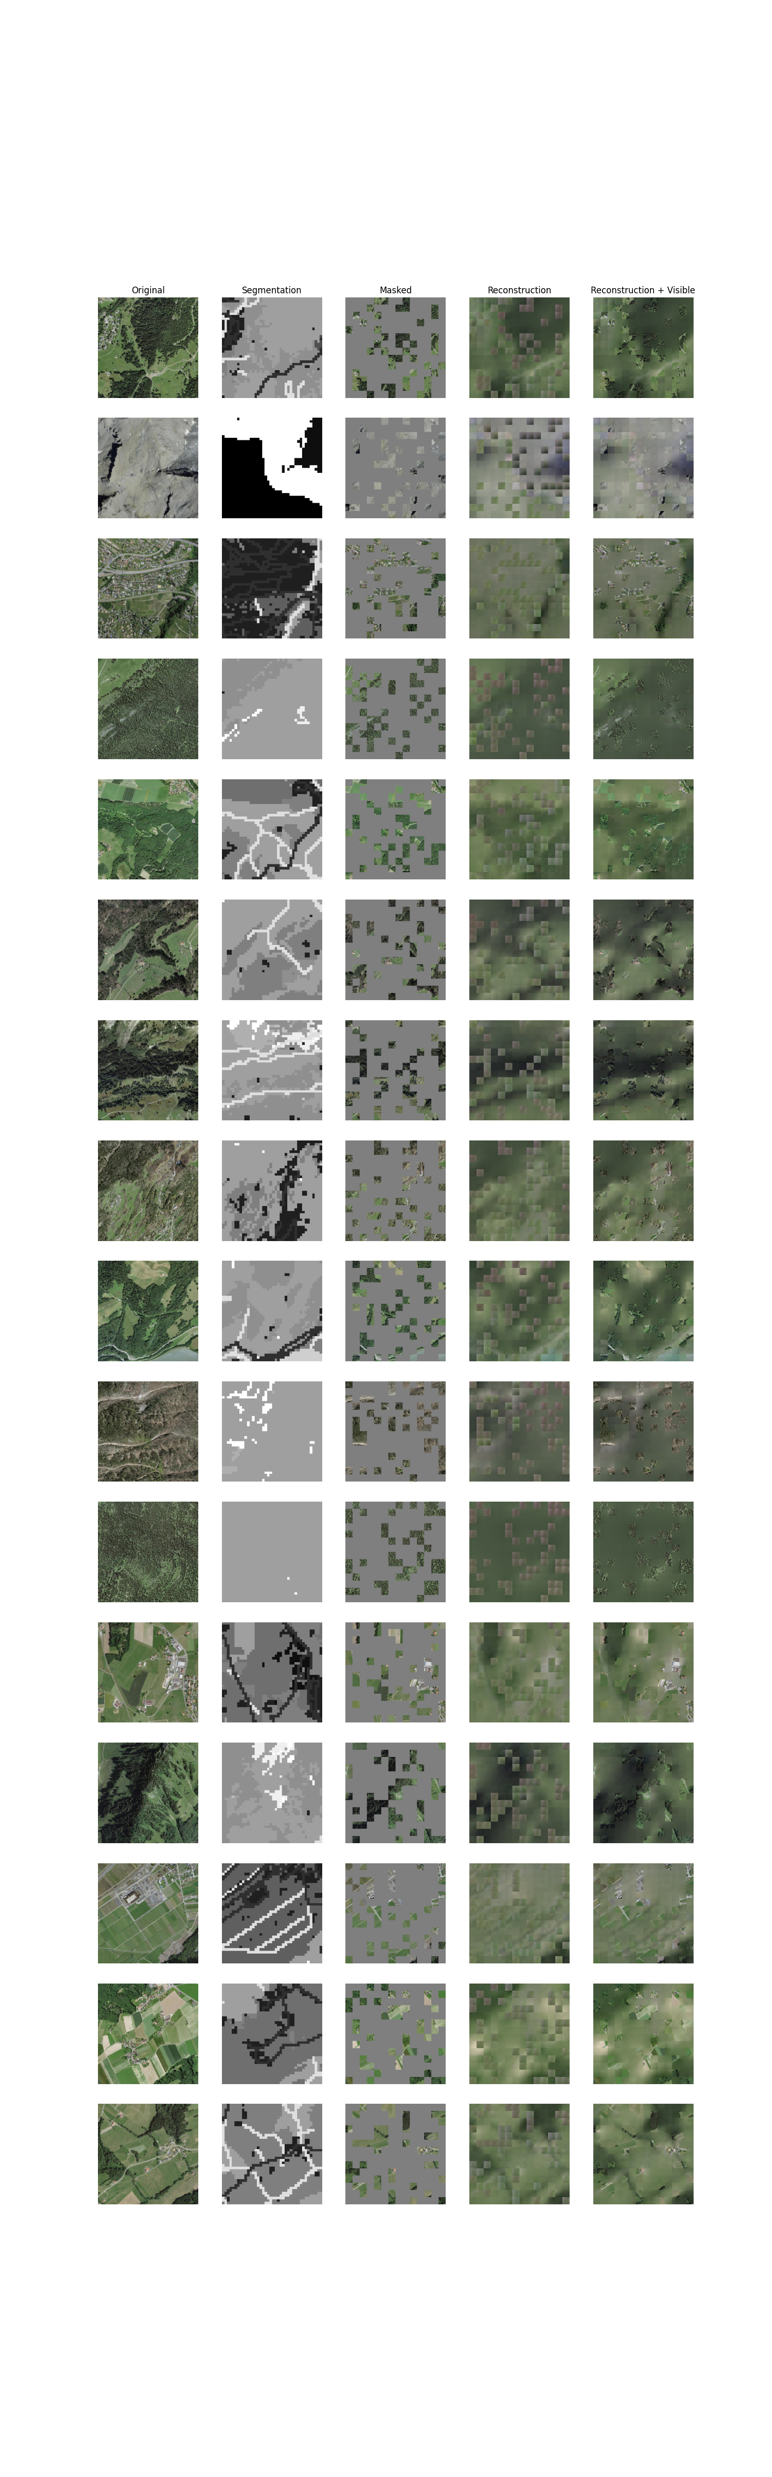 Original Segmentation Masked Reconstruction Reconstruction + Visible